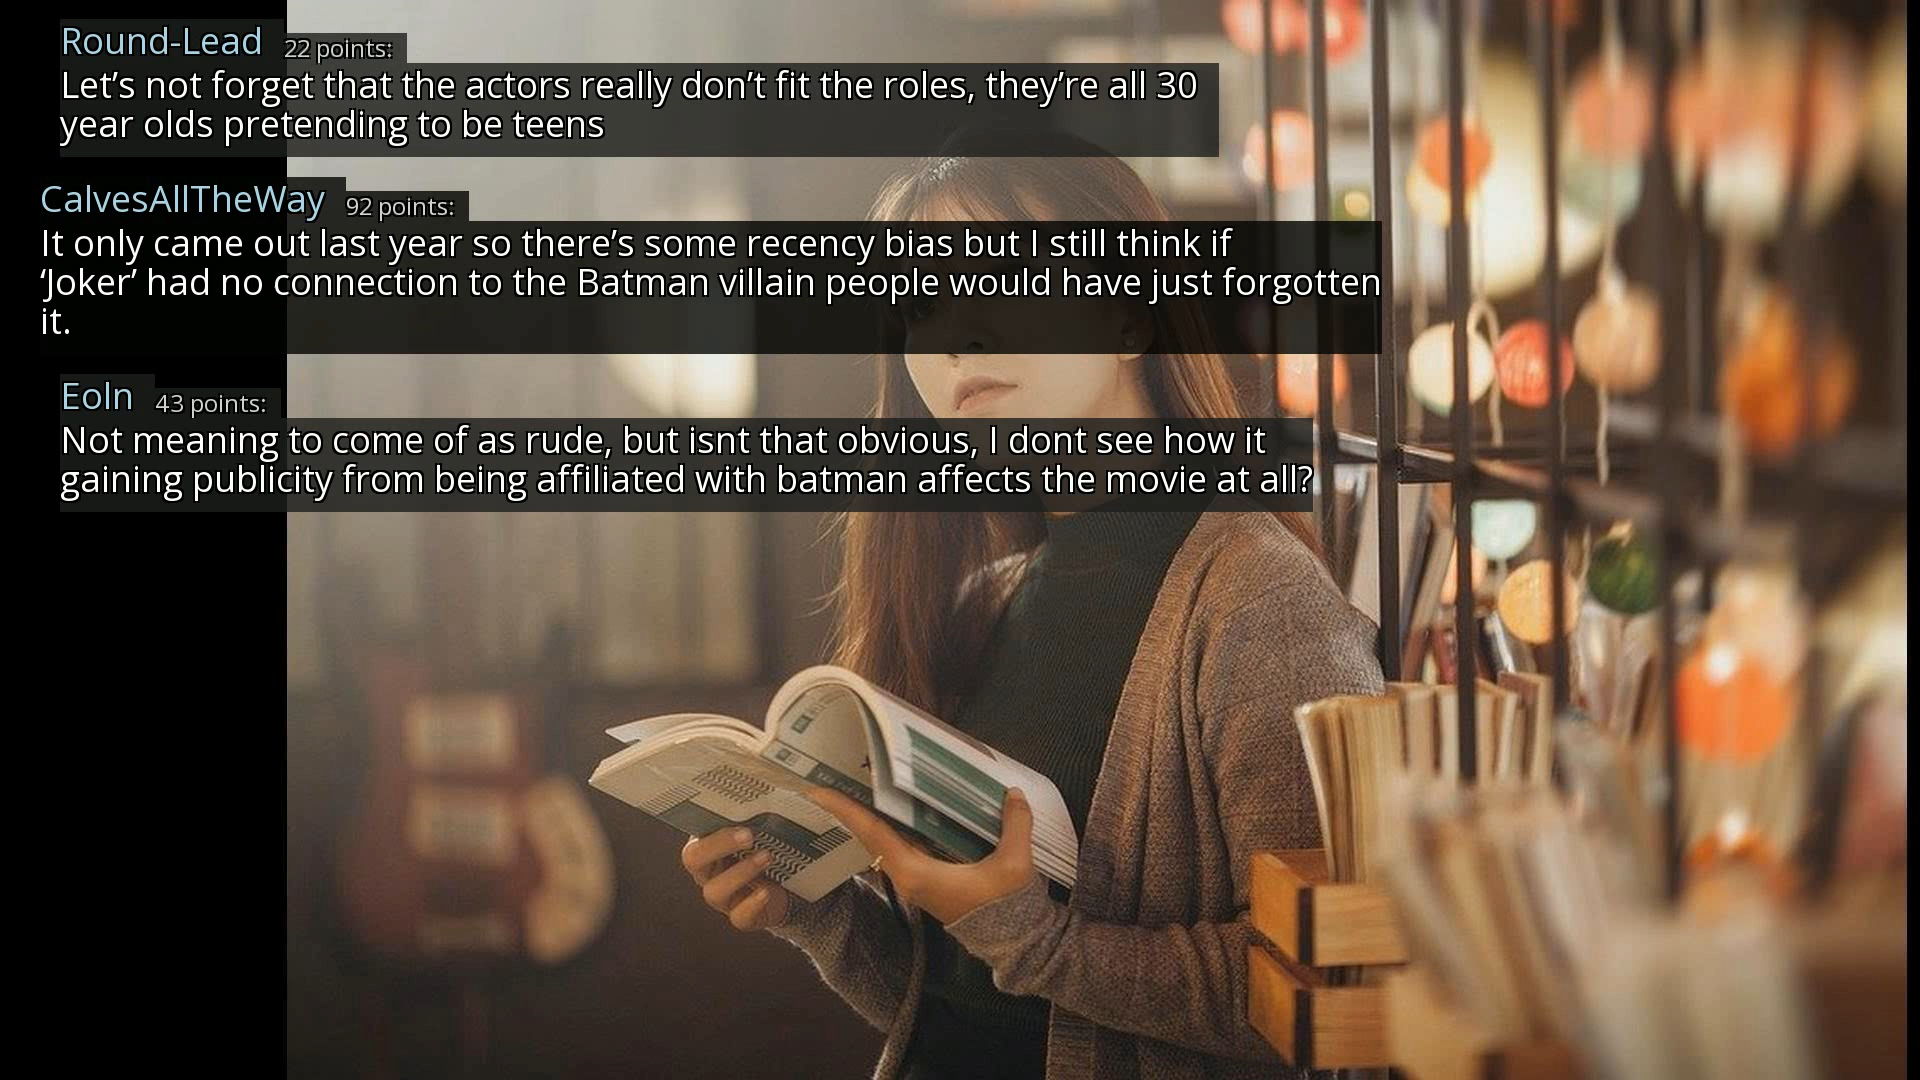 Round-Lead 22 points:
Let’s not forget that the actors really don’t fit the roles, they’re all 30
year olds pretending to be teens
CalvesAllTheWay 92 points:
It only came out last year so there’s some recency bias but I still think if
‘Joker’ had no connection to the Batman villain people would have just forgotten
it.
Eoln 43 points:
Not meaning to come of as rude, but isnt that obvious, I dont see how it
gaining publicity from being affiliated with batman affects the movie at all?